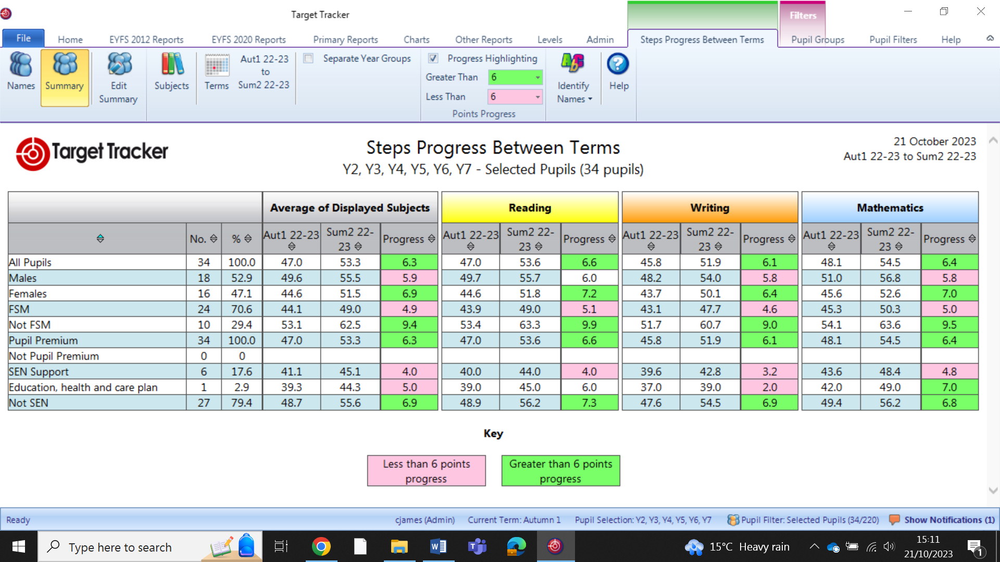 Target Tracker
Filters
File Home EYFS 2012 Reports EYFS 2020 Reports Primary Reports Charts Other Reports Levels Admin Steps Progress Between Terms Pupil Groups Pupil Filters Help
Names
Summary
Edit
Summary
Subjects
Terms
Aut1 22-23
to
Sum2 22-23
Separate Year Groups
Progress Highlighting
Greater Than 6
Less Than 6
Points Progress
Identify
Names
Help
Target Tracker
Steps Progress Between Terms
Y2, Y3, Y4, Y5, Y6, Y7 - Selected Pupils (34 pupils)
21 October 2023
Aut1 22-23 to Sum2 22-23
Average of Displayed Subjects Reading Writing Mathematics
No. % Aut1 22-23 Sum2 22-23 Progress Aut1 22-23 Sum2 22-23 Progress Aut1 22-23 Sum2 22-23 Progress Aut1 22-23 Sum2 22-23 Progress
All Pupils 34 100.0 47.0 53.3 6.3 47.0 53.6 6.6 45.8 51.9 6.1 48.1 54.5 6.4
Males 18 52.9 49.6 55.5 5.9 49.7 55.7 6.0 48.2 54.0 5.8 51.0 56.8 5.8
Females 16 47.1 44.6 51.5 6.9 44.6 51.8 7.2 43.7 50.1 6.4 45.6 52.6 7.0
FSM 24 70.6 44.1 49.0 4.9 43.9 49.0 5.1 43.1 47.7 4.6 45.3 50.3 5.0
Not FSM 10 29.4 53.1 62.5 9.4 53.4 63.3 9.9 51.7 60.7 9.0 54.1 63.6 9.5
Pupil Premium 34 100.0 47.0 53.3 6.3 47.0 53.6 6.6 45.8 51.9 6.1 48.1 54.5 6.4
Not Pupil Premium 0 0
SEN Support 6 17.6 41.1 45.1 4.0 40.0 44.0 4.0 39.6 42.8 3.2 43.6 48.4 4.8
Education, health and care plan 1 2.9 39.3 44.3 5.0 39.0 45.0 6.0 37.0 39.0 2.0 42.0 49.0 7.0
Not SEN 27 79.4 48.7 55.6 6.9 48.9 56.2 7.3 47.6 54.5 6.9 49.4 56.2 6.8
Key
Less than 6 points
progress
Greater than 6 points
progress
Ready cjames (Admin) Current Term: Autumn 1 Pupil Selection: Y2, Y3, Y4, Y5, Y6, Y7 Pupil Filter: Selected Pupils (34/220) Show Notifications (1)
Type here to search
15°C Heavy rain
15:11
21/10/2023
1